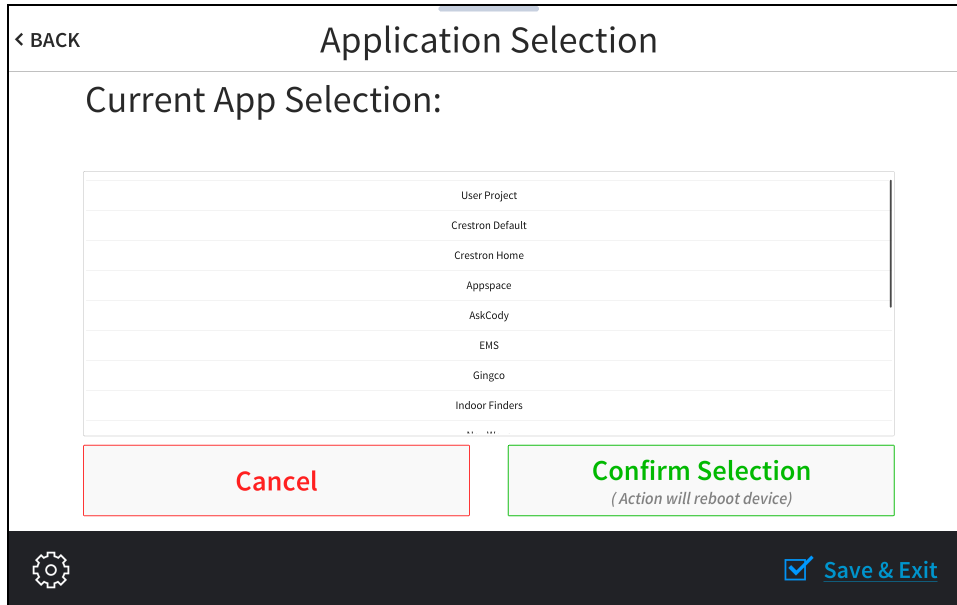 < BACK
Application Selection
Current App Selection:
User Project
Crestron Default
Crestron Home
Appspace
AskCody
EMS
Gingco
Indoor Finders
Cancel
Confirm Selection
( Action will reboot device)
Save & Exit